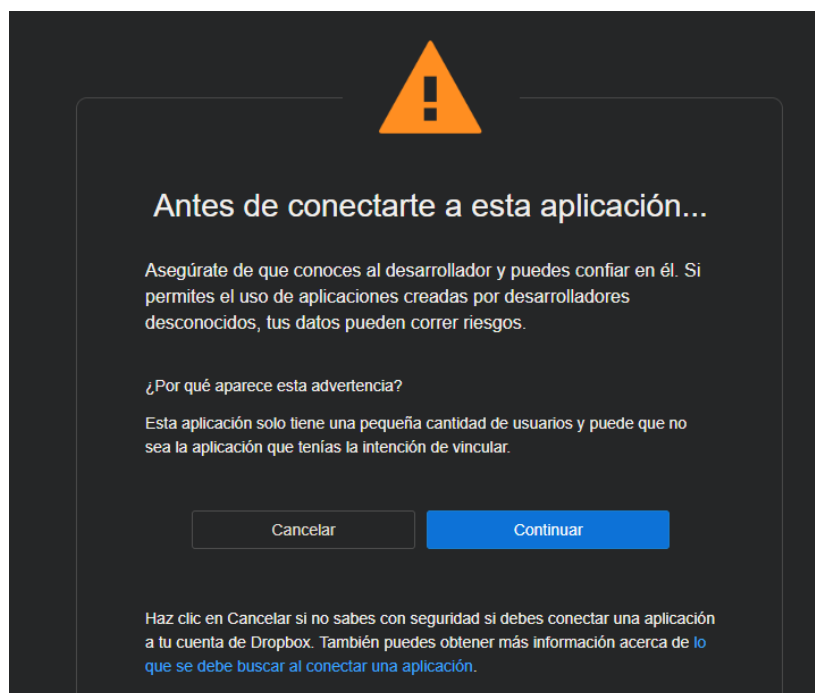 Antes de conectarte a esta aplicación...
Asegúrate de que conoces al desarrollador y puedes confiar en él. Si
permites el uso de aplicaciones creadas por desarrolladores
desconocidos, tus datos pueden correr riesgos.
¿Por qué aparece esta advertencia?
Esta aplicación solo tiene una pequeña cantidad de usuarios y puede que no
sea la aplicación que tenías la intención de vincular.
Cancelar
Continuar
Haz clic en Cancelar si no sabes con seguridad si debes conectar una aplicación
a tu cuenta de Dropbox. También puedes obtener más información acerca de lo
que se debe buscar al conectar una aplicación.